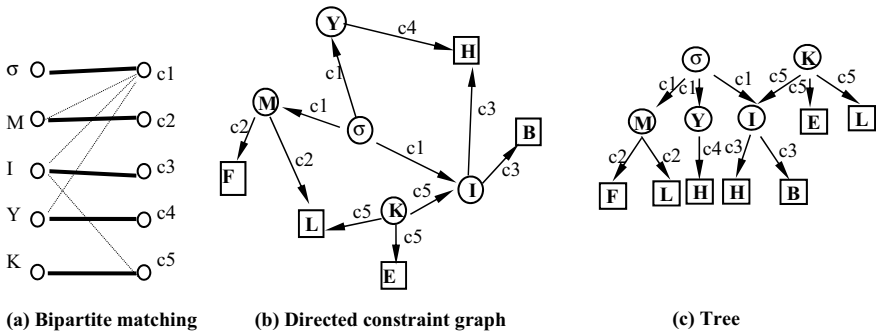 σ
M
I
Y
K
c1
c2
c3
c4
c5
(a) Bipartite matching
Y
c4
H
c1
M
c1
σ
c3
B
c2
c2
c1
c3
F
I
L
c5
K
c5
c5
E
(b) Directed constraint graph
σ
K
c1
c1
c1
c5
c5
c5
M
Y
I
E
L
c2
c2
c4
c3
c3
F
L
H
H
B
(c) Tree